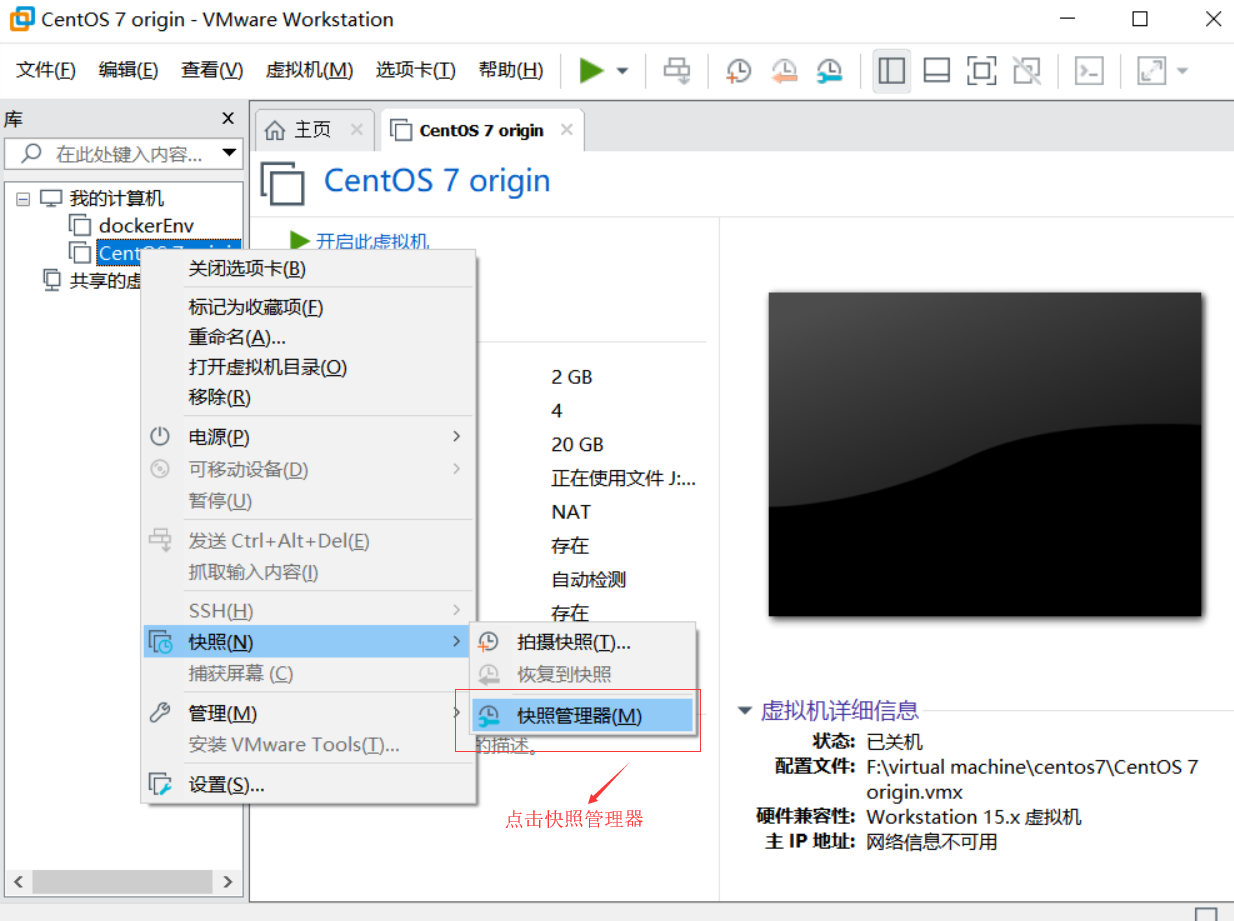 CentOS 7 origin - VMware Workstation
文件(F) 编辑(E) 查看(V) 虚拟机(M) 选项卡(T) 帮助(H)
库
在此处键入内容...
我的计算机
dockerEnv
共享的虚
主页
CentOS 7 origin
CentOS 7 origin
开启此虚拟机
关闭选项卡(B)
标记为收藏项(F)
重命名(A)...
打开虚拟机目录(O)
移除(R)
电源(P)
可移动设备(D)
暂停(U)
发送 Ctrl+Alt+Del(E)
抓取输入内容(I)
SSH(H)
快照(N)
捕获屏幕 (C)
管理(M)
安装 VMware Tools(T)...
设置(S)...
2 GB
4
20 GB
正在使用文件 J:...
NAT
存在
自动检测
存在
拍摄快照(T)...
恢复到快照
快照管理器(M)
的描述。
点击快照管理器
虚拟机详细信息
状态: 已关机
配置文件: F:\virtual machine\centos7\CentOS 7
origin.vmx
硬件兼容性: Workstation 15.x 虚拟机
主 IP 地址: 网络信息不可用